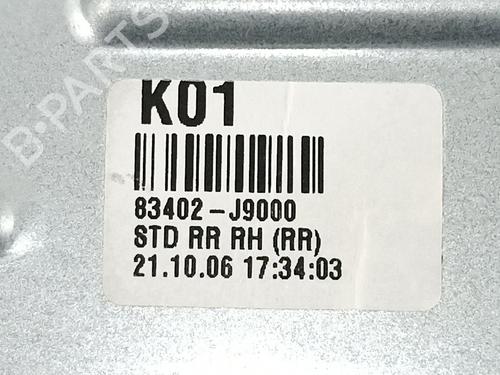 B-PARTS
K01
83402-J9000
STD RR RH (RR)
21.10.06 17:34:03